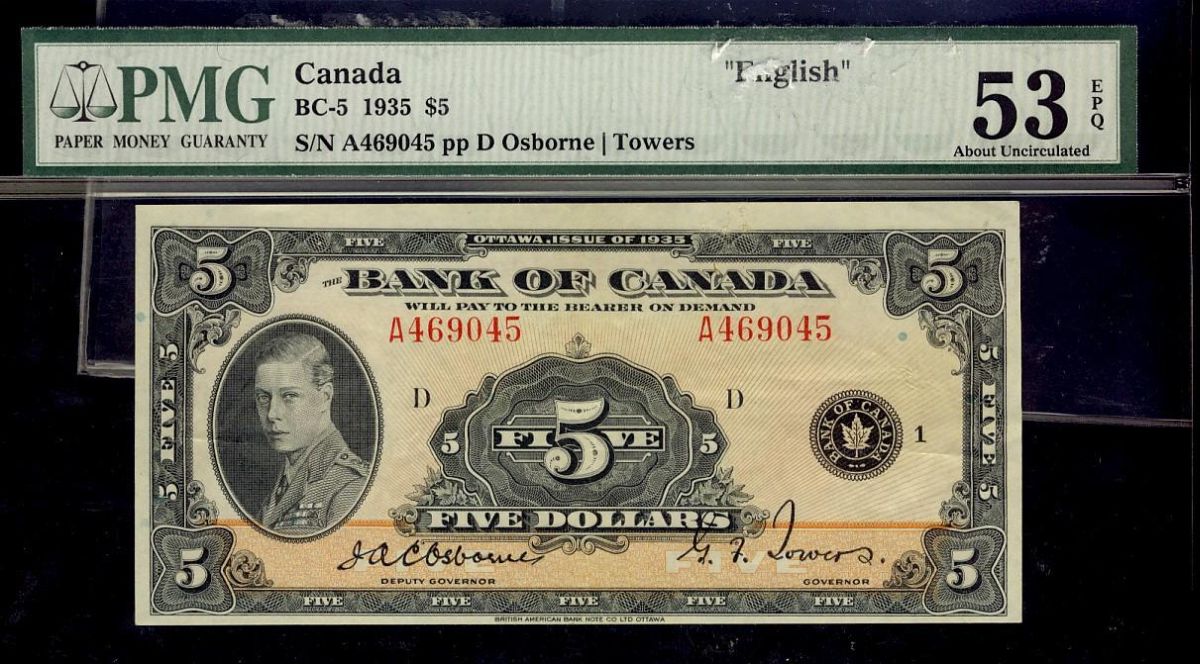 PMG
PAPER MONEY GUARANTY
Canada
BC-5 1935 $5
S/N A469045 pp D Osborne | Towers
"English"
53
EPQ
About Uncirculated
5 FIVE OTTAWA, ISSUE OF 1935 FIVE 5
THE BANK OF CANADA
WILL PAY TO THE BEARER ON DEMAND
A469045 A469045
D D
5 FIVE 5
5 FIVE 5
5 5 FIVE 5
BANK OF CANADA
1
FIVE DOLLARS
J.A.C. Osborne G. F. Towers
FIVE FIVE
DEPUTY GOVERNOR GOVERNOR
5 5
FIVE FIVE FIVE FIVE FIVE
BRITISH AMERICAN BANK NOTE CO LTD OTTAWA